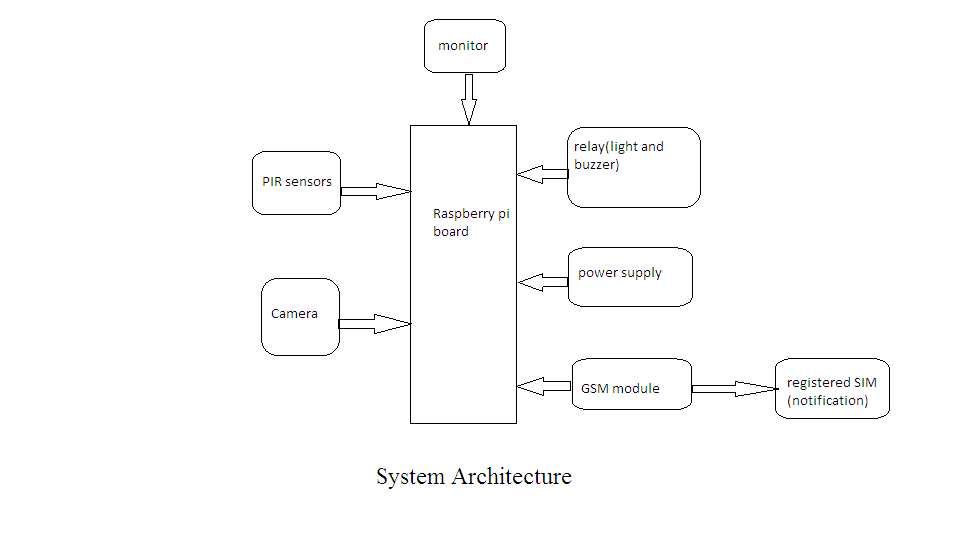 monitor
relay(light and
buzzer)
PIR sensors
Raspberry pi
board
power supply
Camera
GSM module
registered SIM
(notification)
System Architecture